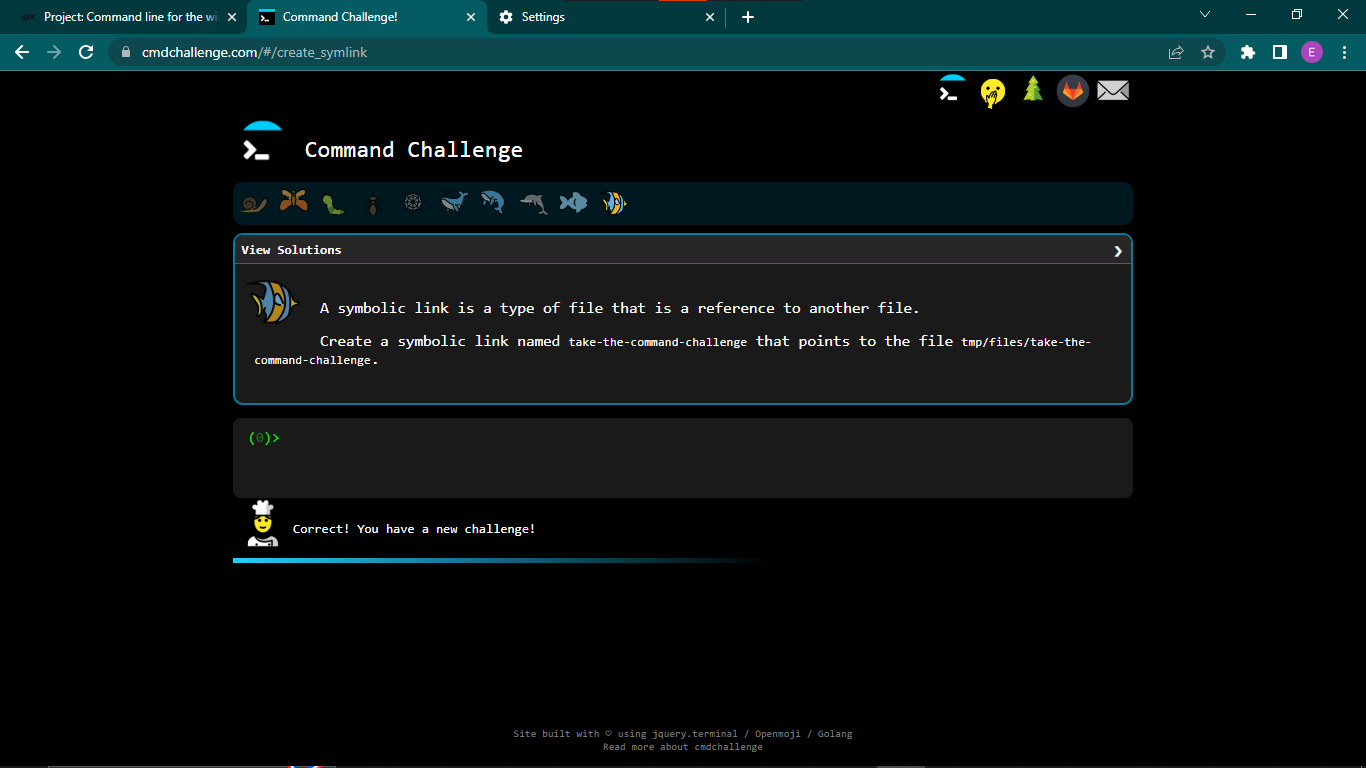 Project: Command line for the wi
Command Challenge!
Settings
cmdchallenge.com/#/create_symlink
E
Command Challenge
View Solutions
A symbolic link is a type of file that is a reference to another file.
Create a symbolic link named take-the-command-challenge that points to the file tmp/files/take-the-
command-challenge.
(0)>
Correct! You have a new challenge!
Site built with ♡ using jquery.terminal / Openmoji / Golang
Read more about cmdchallenge